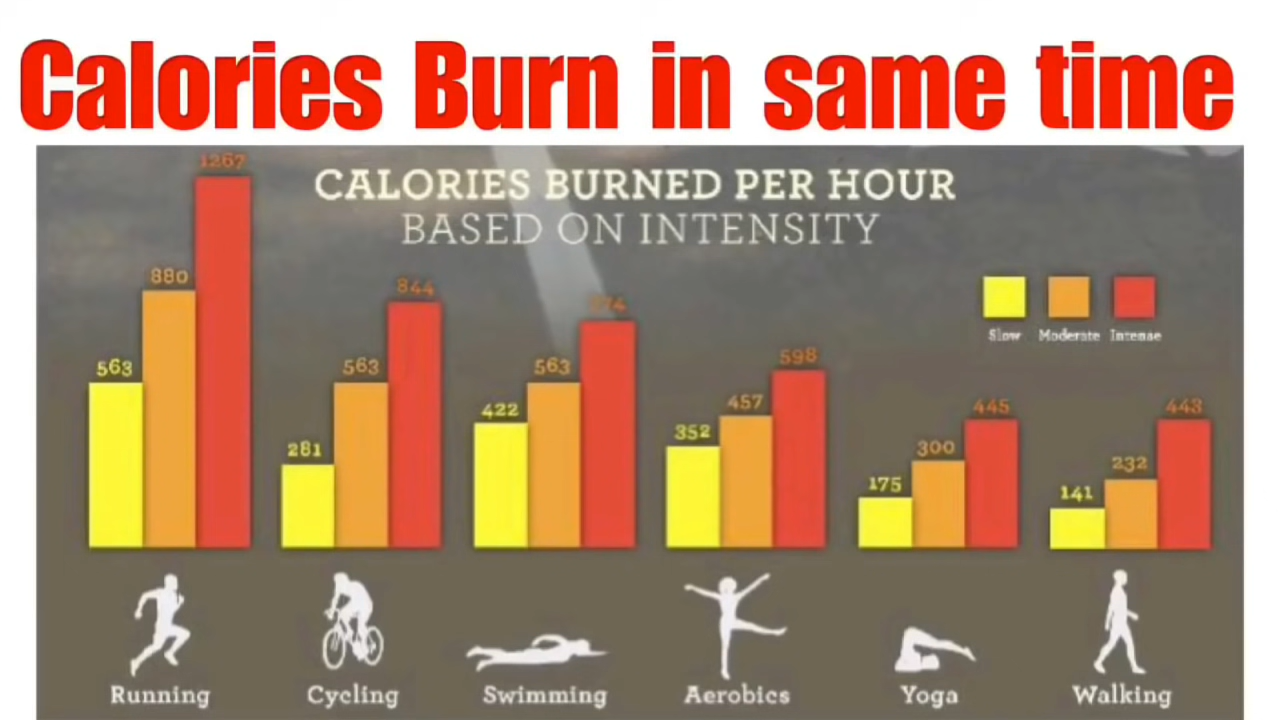 Calories Burn in same time
CALORIES BURNED PER HOUR
BASED ON INTENSITY
Slow Moderate Intense
563 880 1267
281 563 844
422 563
352 457 598
175 300 445
141 232 443
Running Cycling Swimming Aerobics Yoga Walking